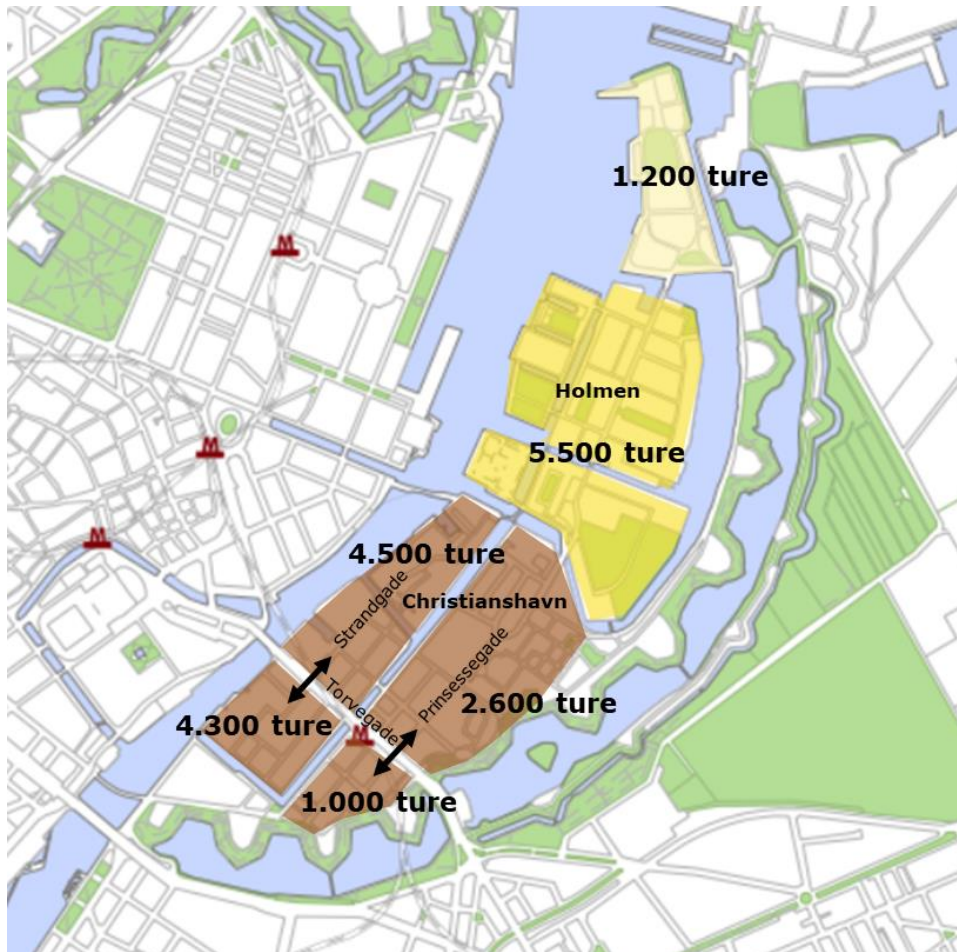 M
1.200 ture
M
Holmen
M
5.500 ture
M
4.500 ture
Strandgade
Christianshavn
Prinsessegade
2.600 ture
Torvegade
4.300 ture
M
1.000 ture